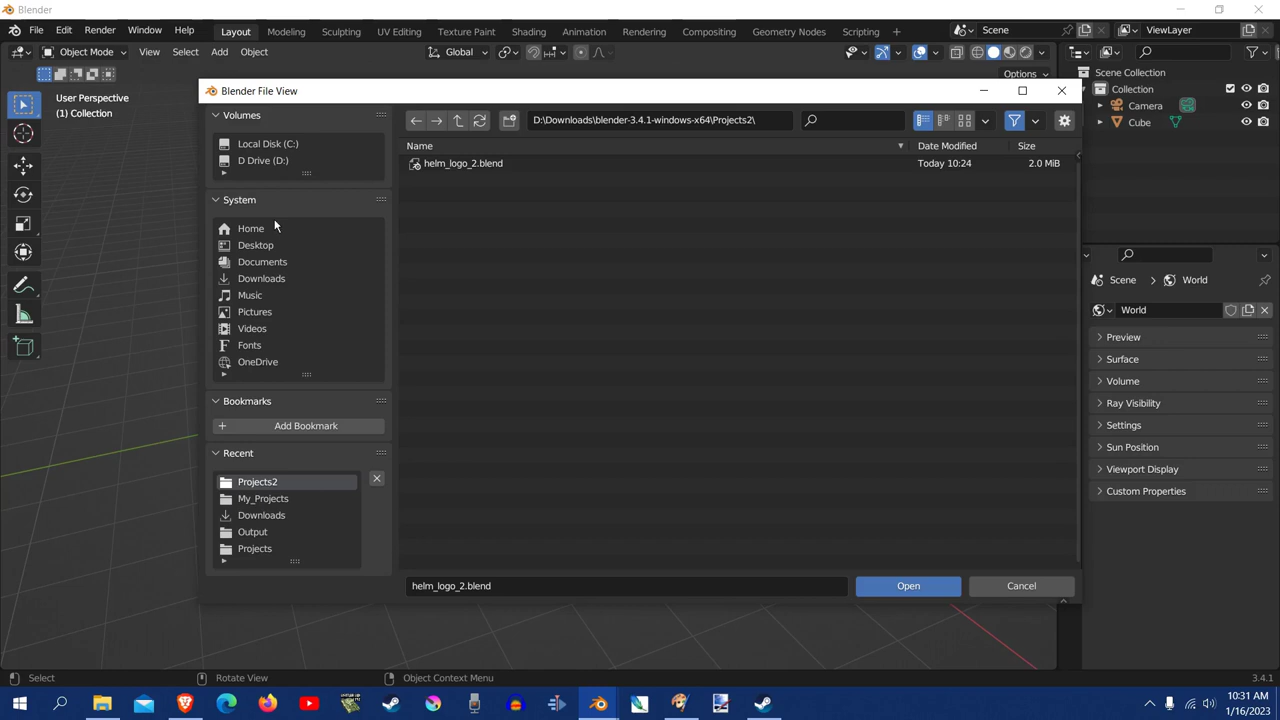 Blender
File Edit Render Window Help Layout Modeling Sculpting UV Editing Texture Paint Shading Animation Rendering Compositing Geometry Nodes Scripting + Scene ViewLayer
Object Mode View Select Add Object Global
Options
User Perspective
(1) Collection
Scene Collection
Collection
Camera
Cube
Blender File View
Volumes
Local Disk (C:)
D Drive (D:)
System
Home
Desktop
Documents
Downloads
Music
Pictures
Videos
Fonts
OneDrive
Bookmarks
Add Bookmark
Recent
Projects2
My_Projects
Downloads
Output
Projects
D:\Downloads\blender-3.4.1-windows-x64\Projects2\
Name Date Modified Size
helm_logo_2.blend Today 10:24 2.0 MiB
helm_logo_2.blend Open Cancel
Scene World
World
Preview
Surface
Volume
Ray Visibility
Settings
Sun Position
Viewport Display
Custom Properties
Select Rotate View Object Context Menu 3.4.1
10:31 AM
1/16/2023